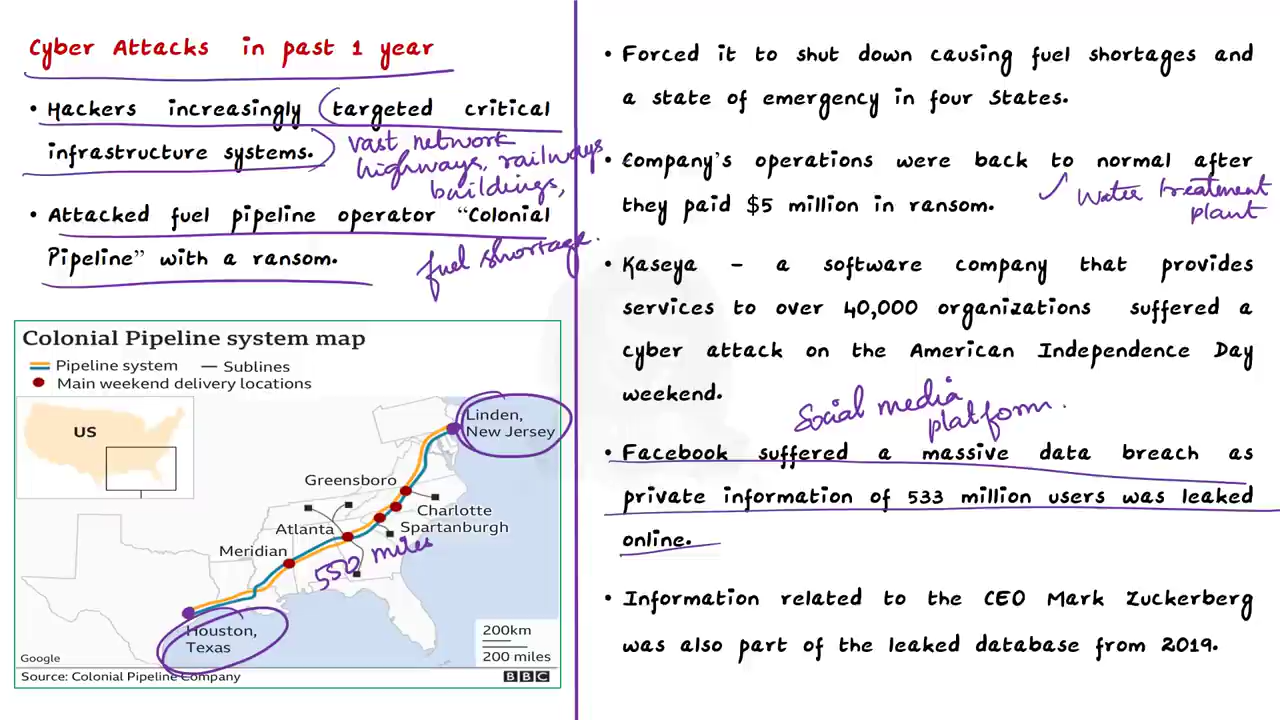 Cyber Attacks in past 1 year
• Hackers increasingly targeted critical
infrastructure systems.
vast network
highways, railways
buildings,
• Attacked fuel pipeline operator “Colonial
Pipeline” with a ransom.
fuel shortage.
Colonial Pipeline system map
Pipeline system — Sublines
Main weekend delivery locations
US
Linden,
New Jersey
Greensboro
Charlotte
Spartanburgh
Atlanta
Meridian
550 miles
Houston,
Texas
200km
200 miles
Google
Source: Colonial Pipeline Company
BBC
• Forced it to shut down causing fuel shortages and
a state of emergency in four States.
• Company's operations were back to normal after
they paid $5 million in ransom.
Water treatement
plant
• Kaseya - a software company that provides
services to over 40,000 organizations suffered a
cyber attack on the American Independence Day
weekend.
Social media
platform.
• Facebook suffered a massive data breach as
private information of 533 million users was leaked
online.
• Information related to the CEO Mark Zuckerberg
was also part of the leaked database from 2019.